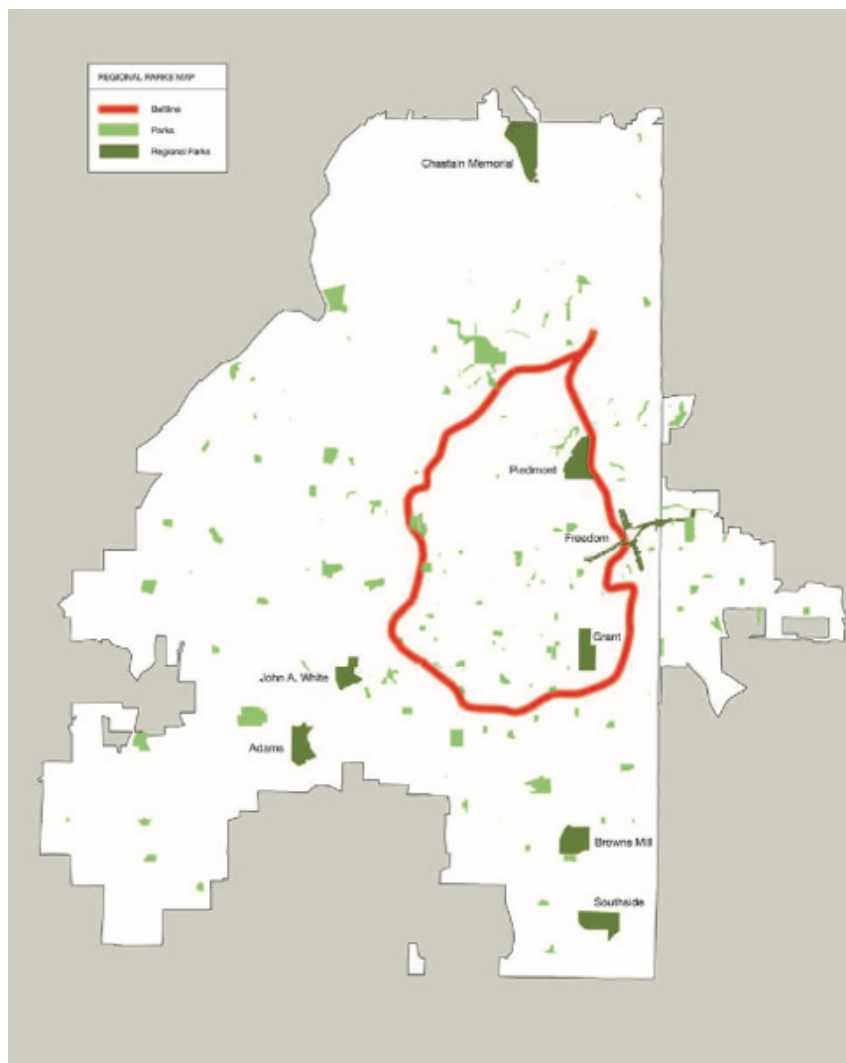 REGIONAL PARKS MAP
Beltline
Parks
Regional Parks
Chastain Memorial
Piedmont
Freedom
Grant
John A. White
Adams
Browns Mill
Southside